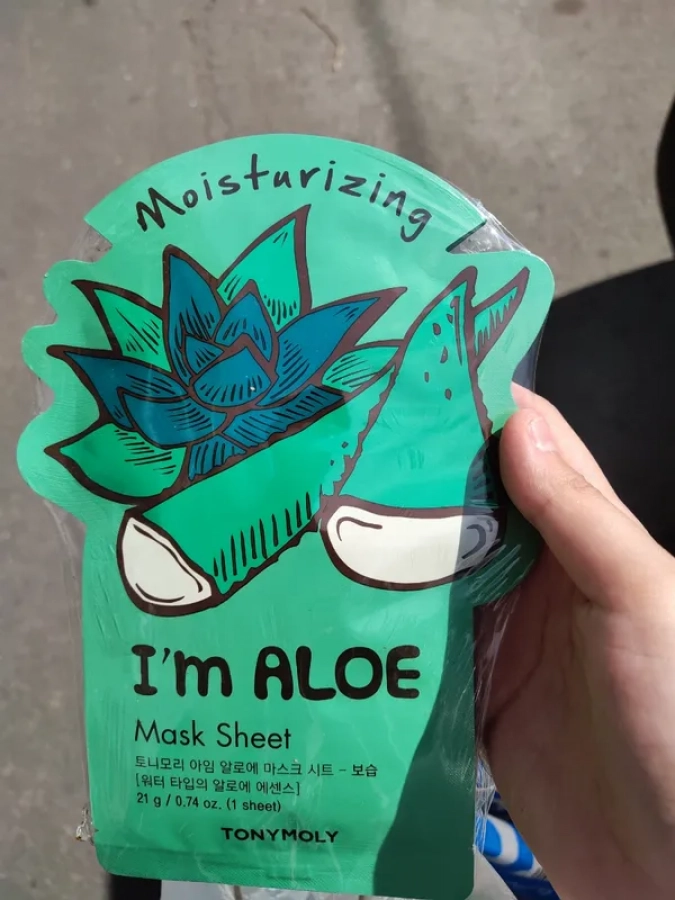 Moisturizing
I'm ALOE
Mask Sheet
토니모리 아임 알로에 마스크 시트 - 보습
[워터 타입의 알로에 에센스]
21 g / 0.74 oz. (1 sheet)
TONYMOLY